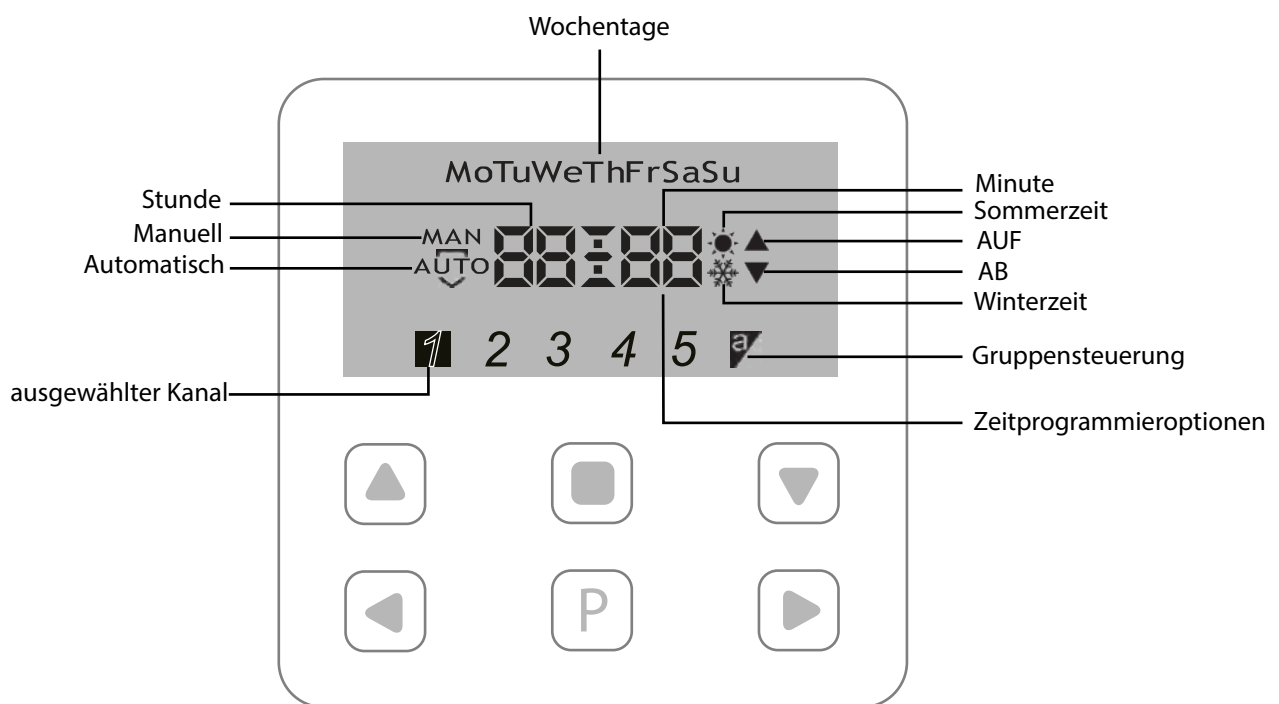 Wochentage
MoTuWeThFrSaSu
Stunde
Manuell
Automatisch
MAN
AUTO
88:88
Minute
Sommerzeit
AUF
AB
Winterzeit
1 2 3 4 5 a/
ausgewählter Kanal
Gruppensteuerung
Zeitprogrammieroptionen
P